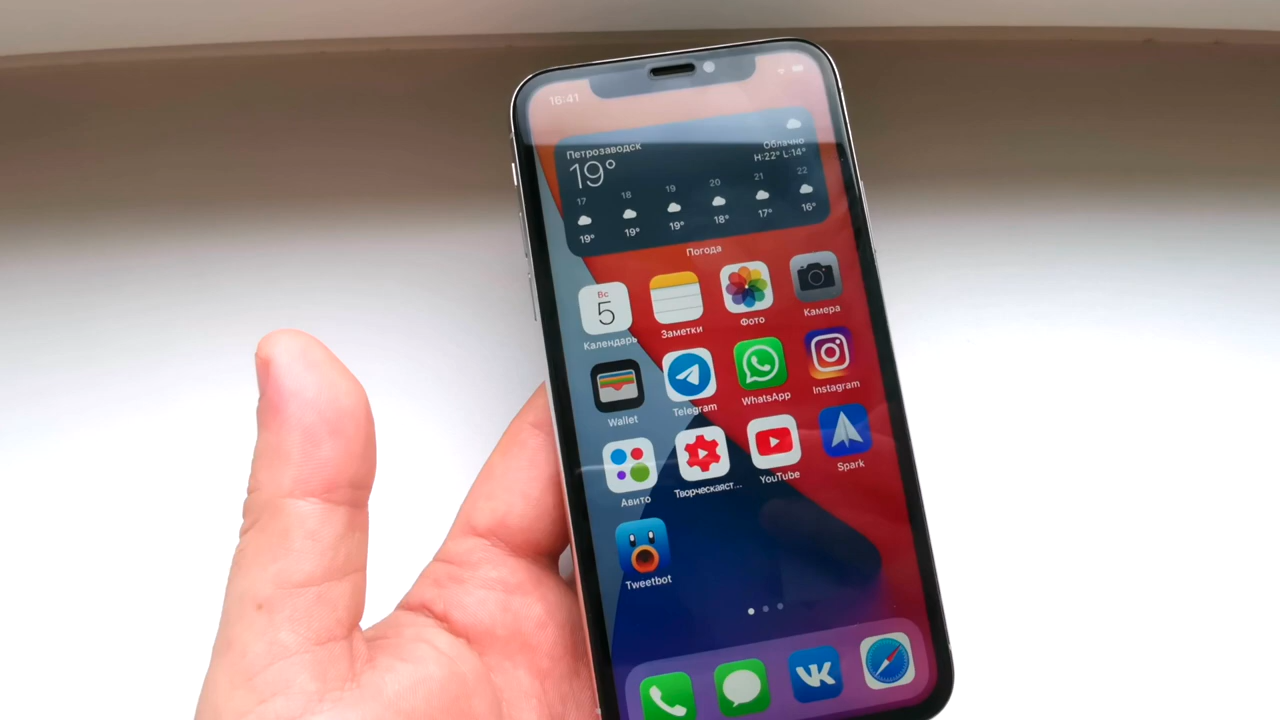 16:41
Петрозаводск
19°
Облачно
H:22° L:14°
17 18 19 20 21 22
19° 19° 19° 18° 17° 16°
Погода
Вс
5
Календарь Заметки Фото Камера
Wallet Telegram WhatsApp Instagram
Авито Творческаяст... YouTube Spark
Tweetbot